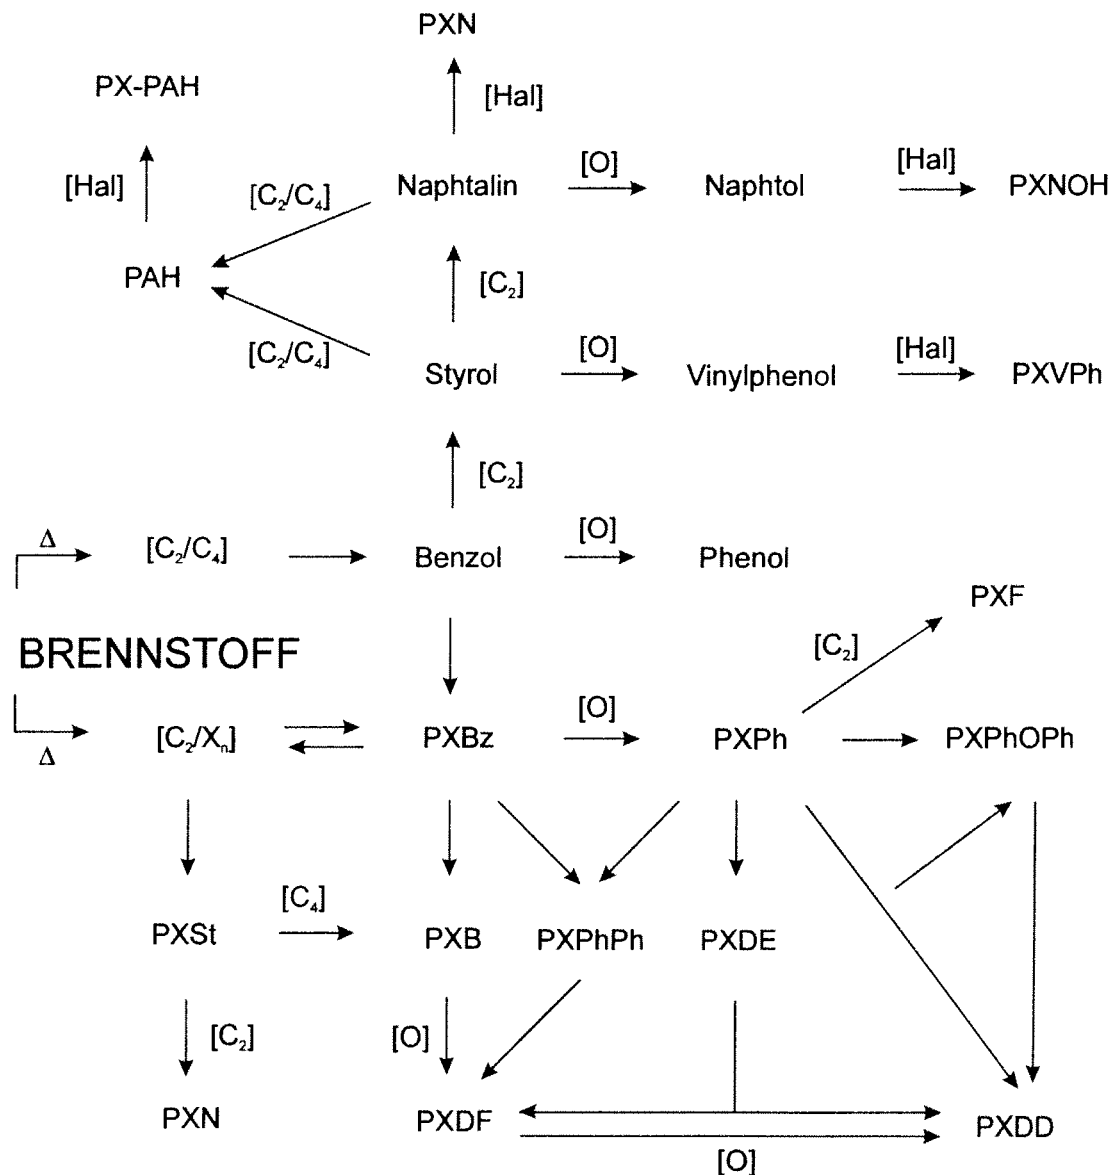 PXN
PX-PAH
[Hal]
[Hal]
[C₂/C₄]
Naphtalin
[O]
Naphtol
[Hal]
PXNOH
PAH
[C₂]
[C₂/C₄]
Styrol
[O]
Vinylphenol
[Hal]
PXVPh
[C₂]
Δ
[C₂/C₄]
Benzol
[O]
Phenol
PXF
BRENNSTOFF
[C₂]
Δ
[C₂/Xₙ]
PXBz
[O]
PXPh
PXPhOPh
PXSt
[C₄]
PXB
PXPhPh
PXDE
[C₂]
[O]
PXN
PXDF
[O]
PXDD